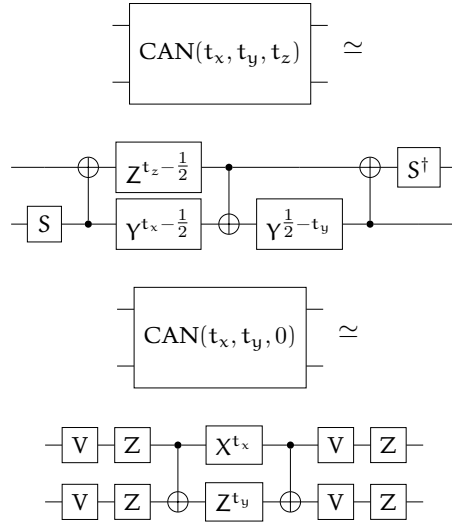 CAN(t_x, t_y, t_z) ≃
Z^{t_z − 1/2} S†
S Y^{t_x − 1/2} Y^{1/2 − t_y}
CAN(t_x, t_y, 0) ≃
V Z X^{t_x} V Z
V Z Z^{t_y} V Z